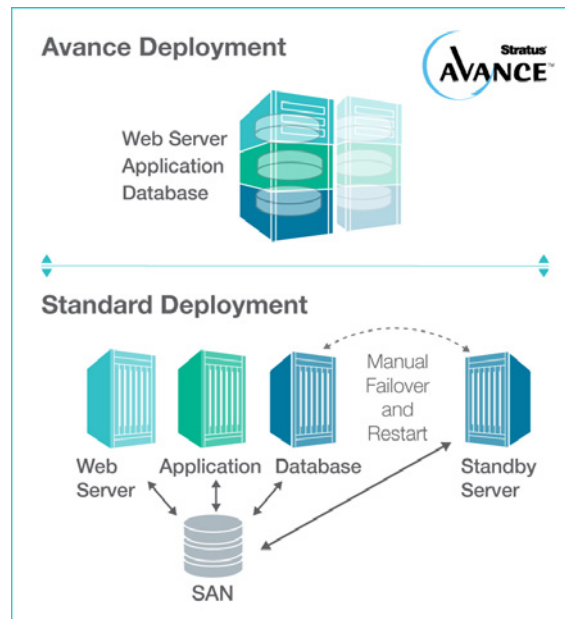 Avance Deployment
Stratus®
AVANCE™
Web Server
Application
Database
Standard Deployment
Manual
Failover
and
Restart
Web
Server
Application
Database
Standby
Server
SAN